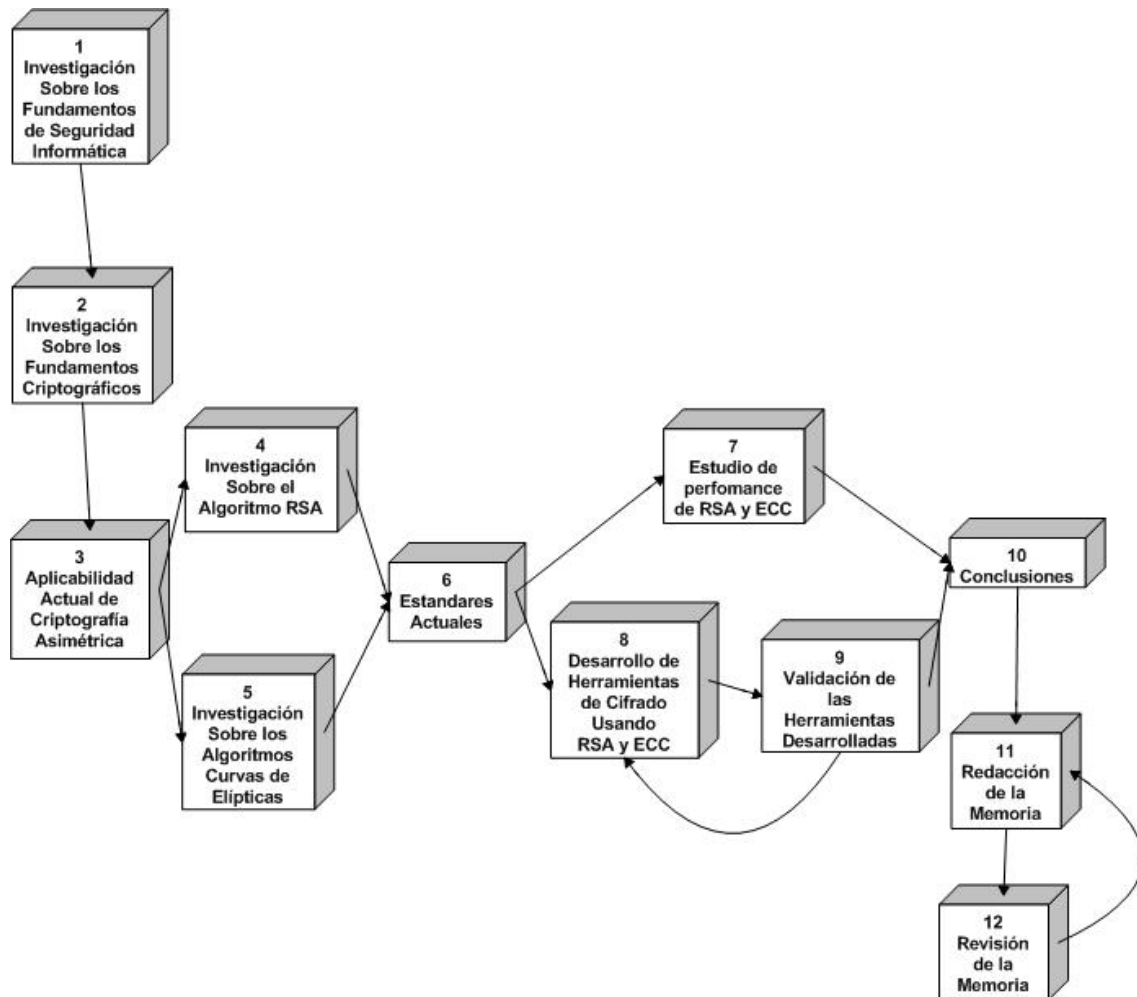 1
Investigación
Sobre los
Fundamentos
de Seguridad
Informática
2
Investigación
Sobre los
Fundamentos
Criptográficos
3
Aplicabilidad
Actual de
Criptografía
Asimétrica
4
Investigación
Sobre el
Algoritmo RSA
5
Investigación
Sobre los
Algoritmos
Curvas de
Elípticas
6
Estandares
Actuales
7
Estudio de
perfomance
de RSA y ECC
8
Desarrollo de
Herramientas
de Cifrado
Usando
RSA y ECC
9
Validación de
las
Herramientas
Desarrolladas
10
Conclusiones
11
Redacción
de la
Memoria
12
Revisión
de la
Memoria